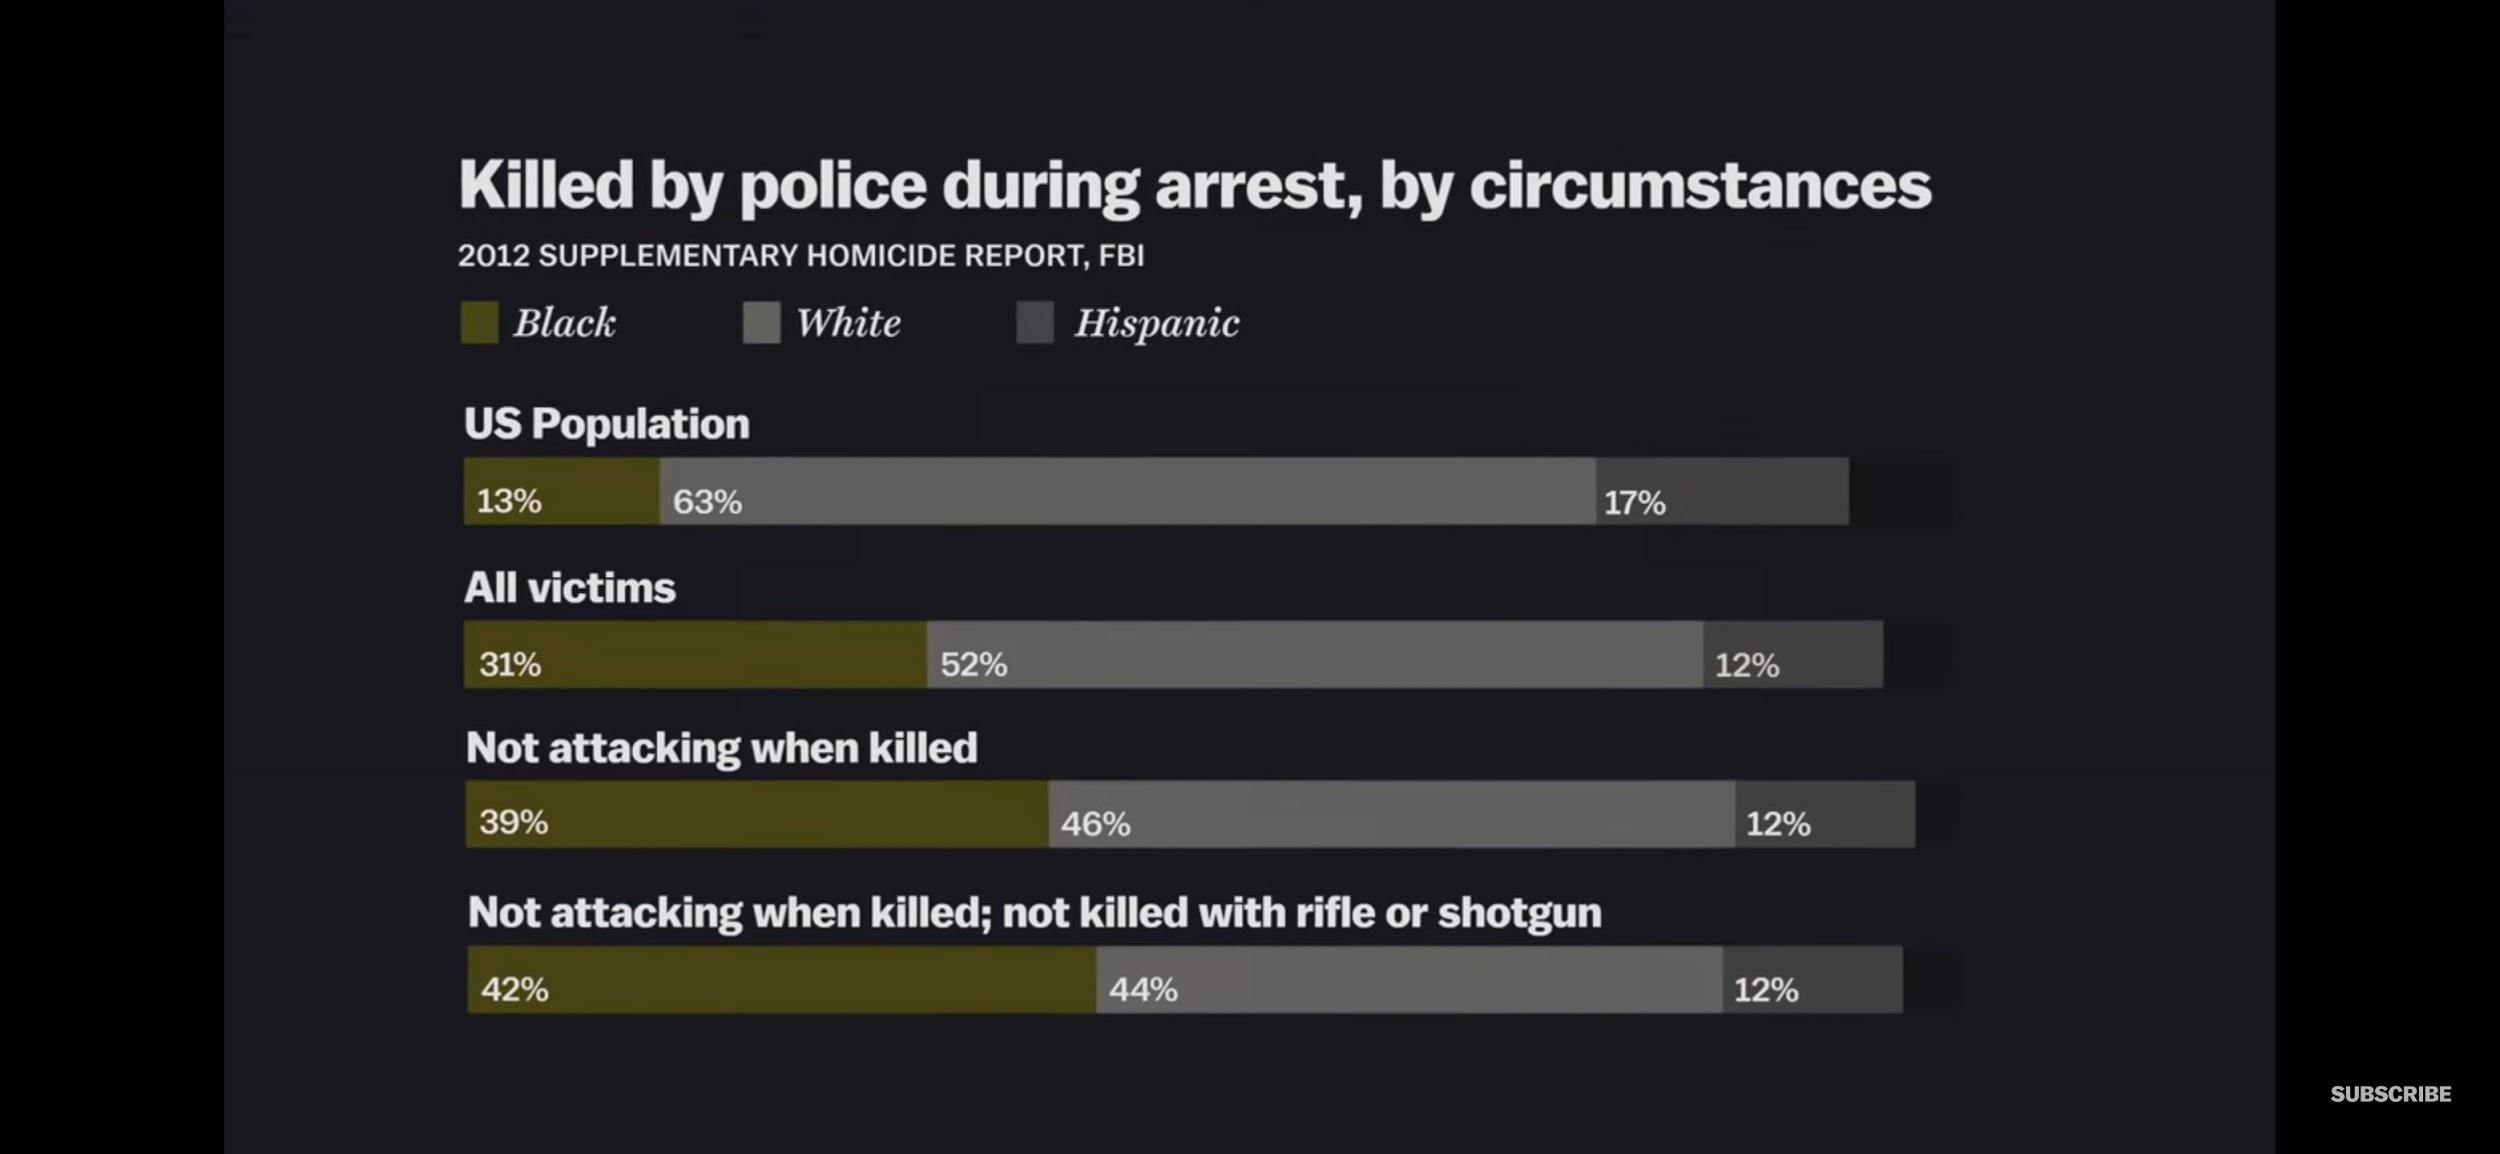 Killed by police during arrest, by circumstances
2012 SUPPLEMENTARY HOMICIDE REPORT, FBI
Black White Hispanic
US Population
13% 63% 17%
All victims
31% 52% 12%
Not attacking when killed
39% 46% 12%
Not attacking when killed; not killed with rifle or shotgun
42% 44% 12%
SUBSCRIBE